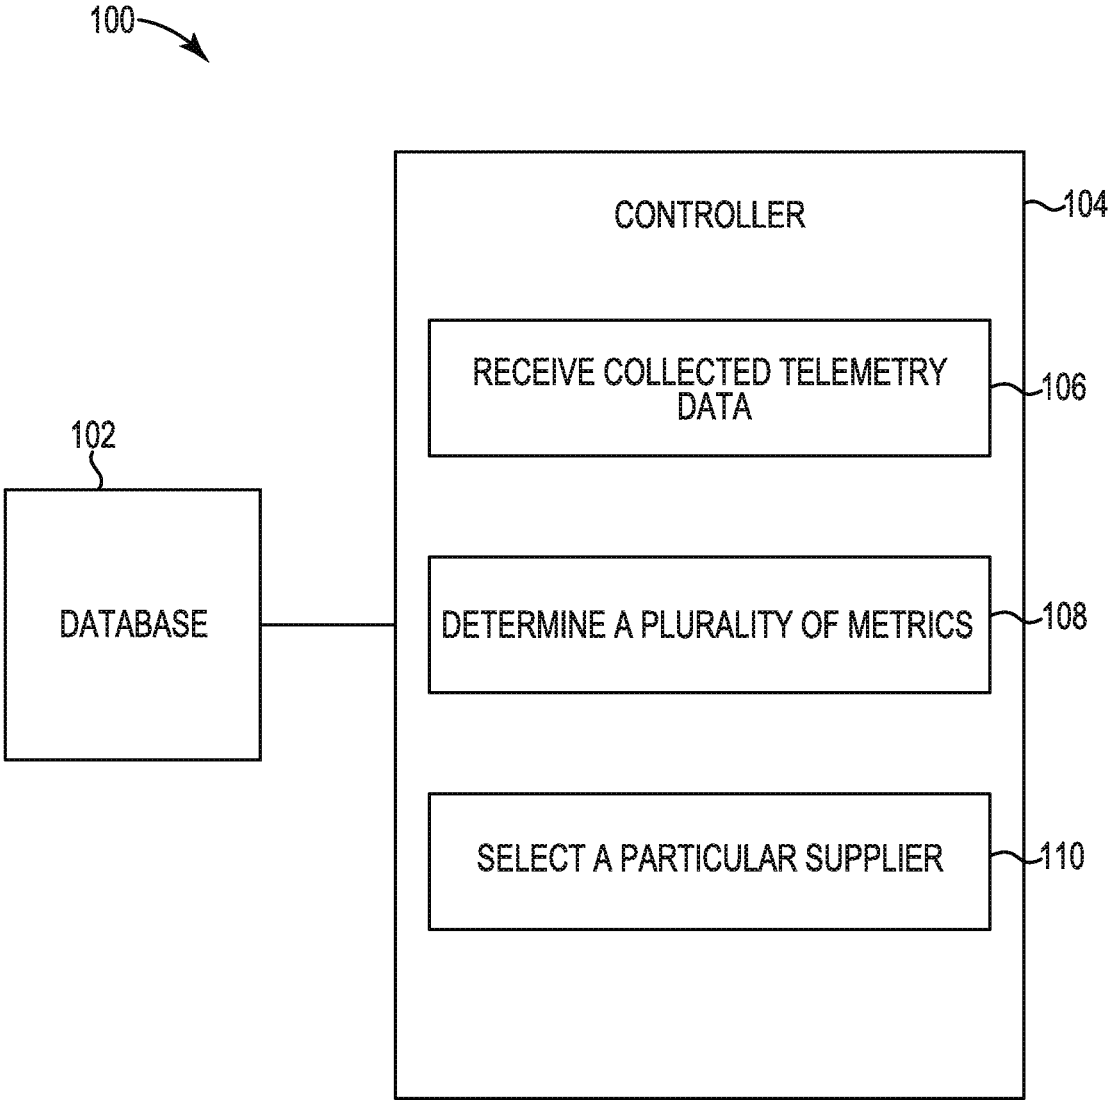 100
CONTROLLER
104
RECEIVE COLLECTED TELEMETRY
DATA
106
102
DATABASE
DETERMINE A PLURALITY OF METRICS
108
SELECT A PARTICULAR SUPPLIER
110